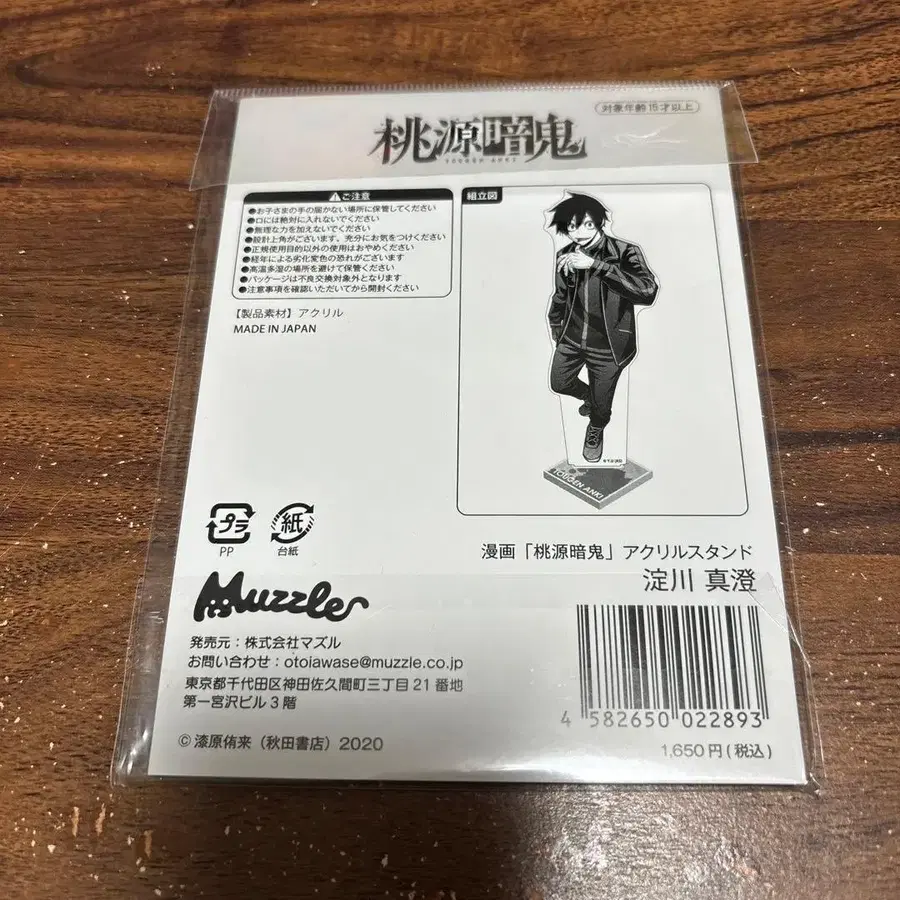 桃源暗鬼
TOUGEN ANKI
対象年齢15才以上
ご注意
●お子さまの手の届かない場所に保管してください
●口には絶対に入れないでください
●無理な力を加えないでください
●設計上角がございます。充分にお気をつけください
●正規使用目的以外の使用はおやめください
●経年による劣化変色の恐れがございます
●高温多湿の場所を避けて保管ください
●パッケージは不良交換対象外となります
●注意事項を確認いただいてから開封ください
【製品素材】アクリル
MADE IN JAPAN
組立図
TOUGEN ANKI
プラ
PP
紙
台紙
漫画「桃源暗鬼」アクリルスタンド
淀川 真澄
Muzzle
発売元：株式会社マズル
お問い合わせ：otoiawase@muzzle.co.jp
東京都千代田区神田佐久間町三丁目21番地
第一宮沢ビル3階
©漆原侑来（秋田書店）2020
4 582650 022893
1,650円(税込)